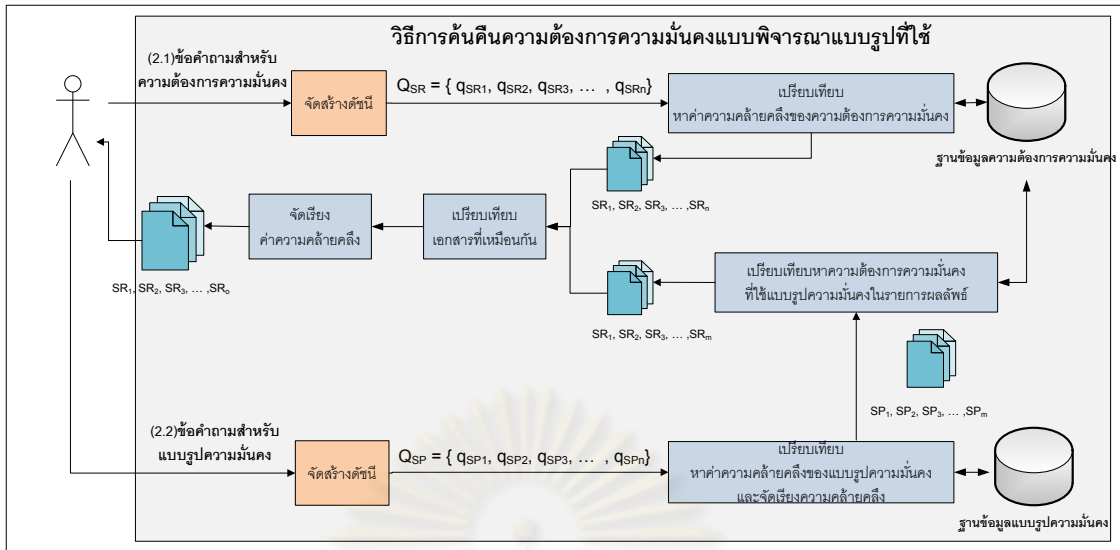 วิธีการค้นคืนความต้องการความมั่นคงแบบพิจารณาแบบรูปที่ใช้
(2.1)ข้อคำถามสำหรับ
ความต้องการความมั่นคง
จัดสร้างดัชนี
Q_SR = { q_SR1, q_SR2, q_SR3, ... , q_SRn}
เปรียบเทียบ
หาค่าความคล้ายคลึงของความต้องการความมั่นคง
ฐานข้อมูลความต้องการความมั่นคง
SR1, SR2, SR3, ... ,SRn
เปรียบเทียบ
เอกสารที่เหมือนกัน
จัดเรียง
ค่าความคล้ายคลึง
SR1, SR2, SR3, ... ,SRo
เปรียบเทียบหาความต้องการความมั่นคง
ที่ใช้แบบรูปความมั่นคงในรายการผลลัพธ์
SR1, SR2, SR3, ... ,SRm
SP1, SP2, SP3, ... ,SPm
(2.2)ข้อคำถามสำหรับ
แบบรูปความมั่นคง
จัดสร้างดัชนี
Q_SP = { q_SP1, q_SP2, q_SP3, ... , q_SPn}
เปรียบเทียบ
หาค่าความคล้ายคลึงของแบบรูปความมั่นคง
และจัดเรียงความคล้ายคลึง
ฐานข้อมูลแบบรูปความมั่นคง